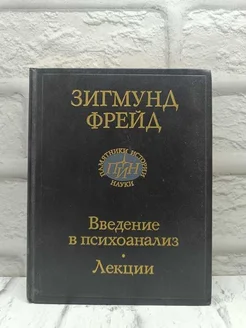 ЗИГМУНД
ФРЕЙД
ПАМЯТНИКИ ИСТОРИИ
НАУКИ
Введение
в психоанализ
•
Лекции